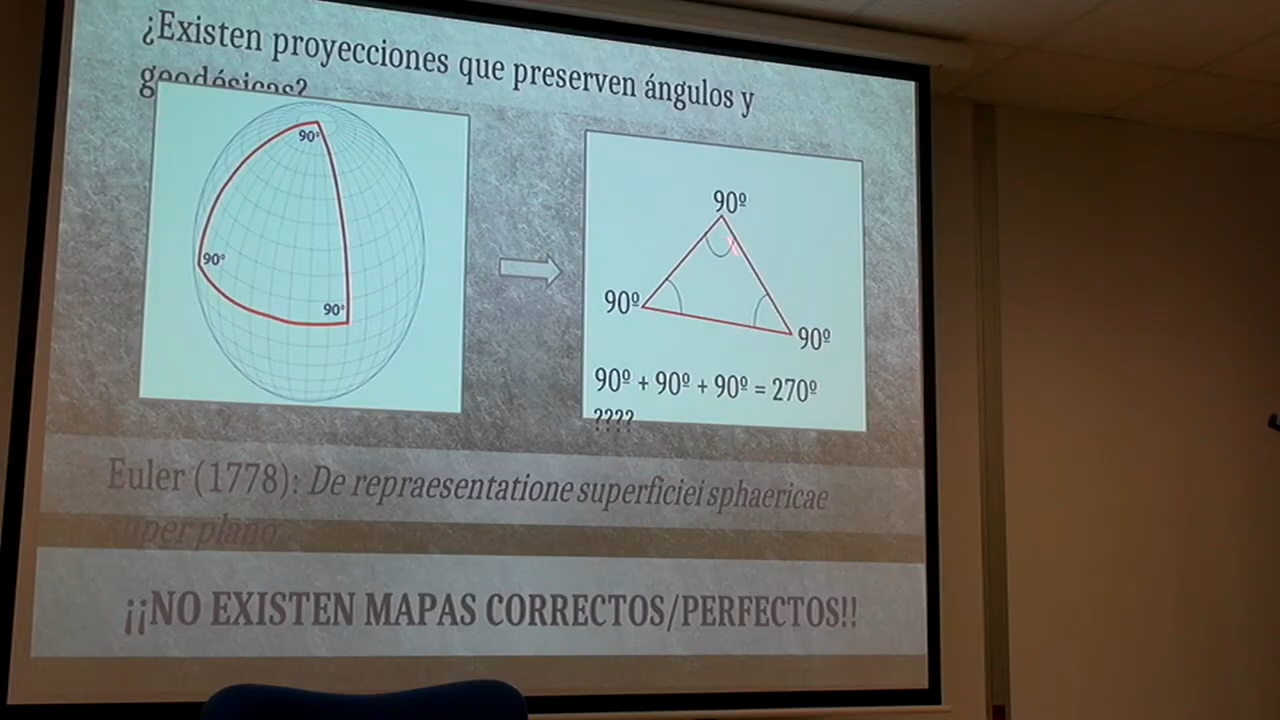 ¿Existen proyecciones que preserven ángulos y
geodésicas?
90°
90°
90°
90º
90º
90º
90º + 90º + 90º = 270º
????
Euler (1778): De repraesentatione superficiei sphaericae
super plano
¡¡NO EXISTEN MAPAS CORRECTOS/PERFECTOS!!